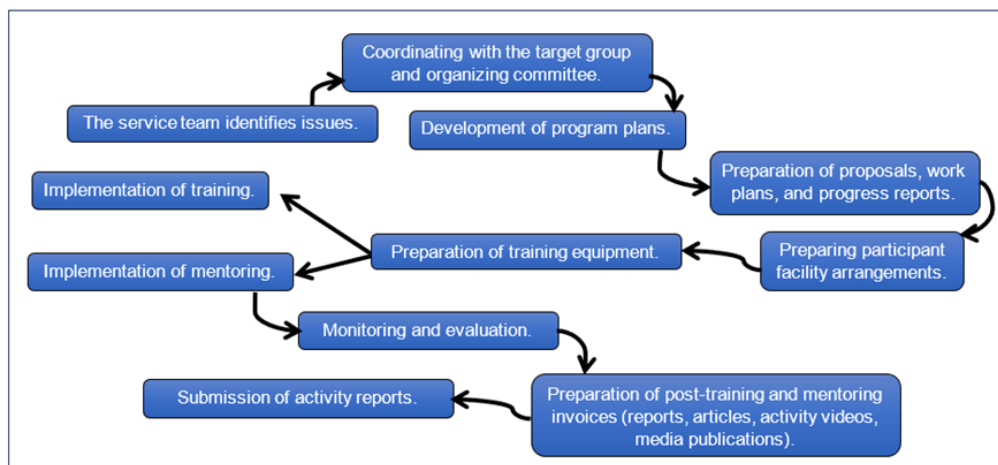 Coordinating with the target group
and organizing committee.
The service team identifies issues.
Development of program plans.
Preparation of proposals, work
plans, and progress reports.
Preparing participant
facility arrangements.
Preparation of training equipment.
Implementation of training.
Implementation of mentoring.
Monitoring and evaluation.
Preparation of post-training and mentoring
invoices (reports, articles, activity videos,
media publications).
Submission of activity reports.